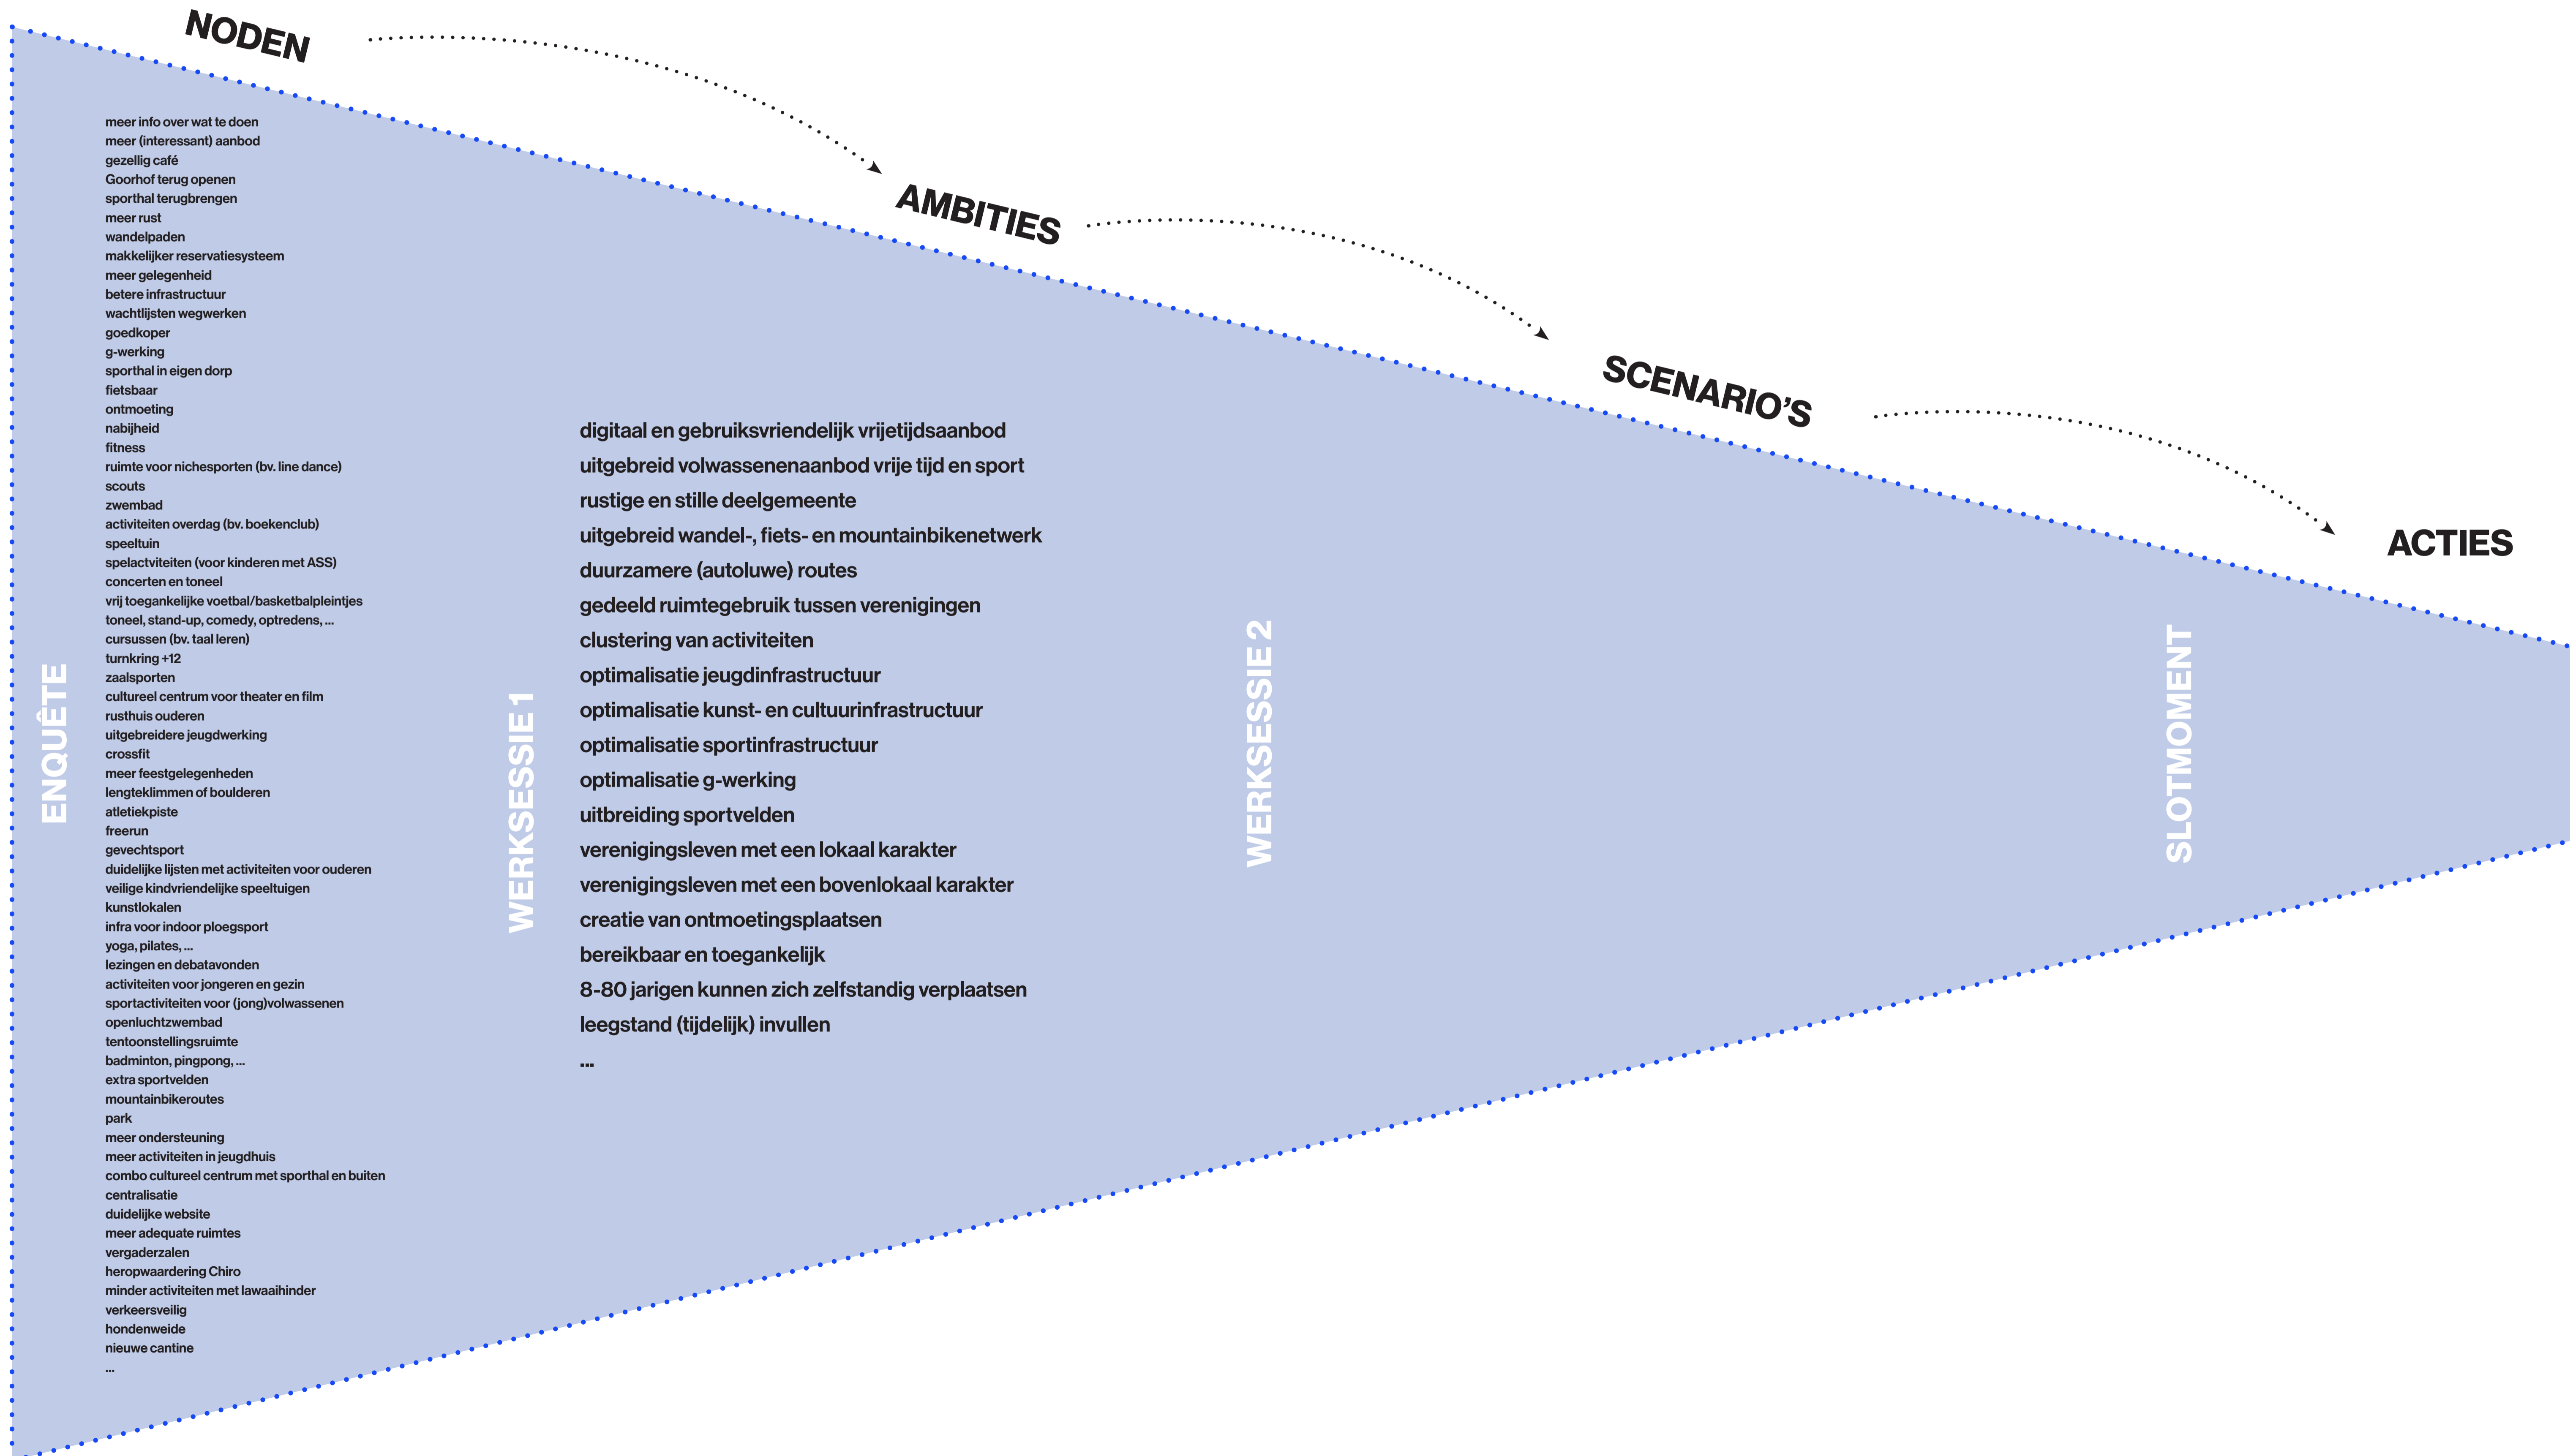 NODEN
AMBITIES
SCENARIO'S
ACTIES
ENQUÊTE
meer info over wat te doen
meer (interessant) aanbod
gezellig café
Goorhof terug openen
sporthal terugbrengen
meer rust
wandelpaden
makkelijker reservatiesysteem
meer gelegenheid
betere infrastructuur
wachtlijsten wegwerken
goedkoper
g-werking
sporthal in eigen dorp
fietsbaar
ontmoeting
nabijheid
fitness
ruimte voor nichesporten (bv. line dance)
scouts
zwembad
activiteiten overdag (bv. boekenclub)
speeltuin
spelactviteiten (voor kinderen met ASS)
concerten en toneel
vrij toegankelijke voetbal/basketbalpleintjes
toneel, stand-up, comedy, optredens, ...
cursussen (bv. taal leren)
turnkring +12
zaalsporten
cultureel centrum voor theater en film
rusthuis ouderen
uitgebreidere jeugdwerking
crossfit
meer feestgelegenheden
lengteklimmen of boulderen
atletiekpiste
freerun
gevechtsport
duidelijke lijsten met activiteiten voor ouderen
veilige kindvriendelijke speeltuigen
kunstlokalen
infra voor indoor ploegsport
yoga, pilates, ...
lezingen en debatavonden
activiteiten voor jongeren en gezin
sportactiviteiten voor (jong)volwassenen
openluchtzwembad
tentoonstellingsruimte
badminton, pingpong, ...
extra sportvelden
mountainbikeroutes
park
meer ondersteuning
meer activiteiten in jeugdhuis
combo cultureel centrum met sporthal en buiten
centralisatie
duidelijke website
meer adequate ruimtes
vergaderzalen
heropwaardering Chiro
minder activiteiten met lawaaihinder
verkeersveilig
hondenweide
nieuwe cantine
...
WERKSESSIE 1
digitaal en gebruiksvriendelijk vrijetijdsaanbod
uitgebreid volwassenenaanbod vrije tijd en sport
rustige en stille deelgemeente
uitgebreid wandel-, fiets- en mountainbikenetwerk
duurzamere (autoluwe) routes
gedeeld ruimtegebruik tussen verenigingen
clustering van activiteiten
optimalisatie jeugdinfrastructuur
optimalisatie kunst- en cultuurinfrastructuur
optimalisatie sportinfrastructuur
optimalisatie g-werking
uitbreiding sportvelden
verenigingsleven met een lokaal karakter
verenigingsleven met een bovenlokaal karakter
creatie van ontmoetingsplaatsen
bereikbaar en toegankelijk
8-80 jarigen kunnen zich zelfstandig verplaatsen
leegstand (tijdelijk) invullen
...
WERKSESSIE 2
SLOTMOMENT